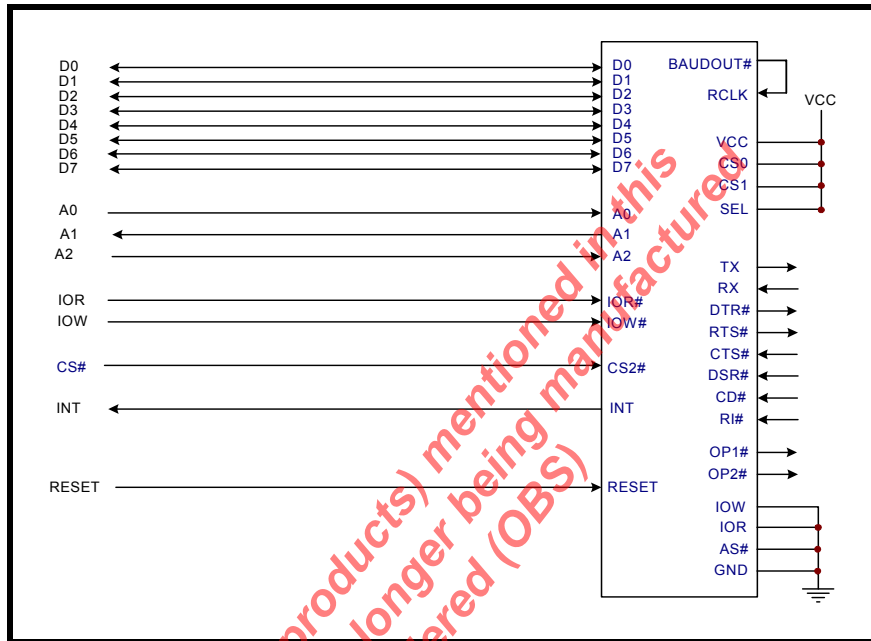 D0 D0 BAUDOUT#
D1 D1
D2 D2 RCLK
D3 D3 VCC
D4 D4
D5 D5 VCC
D6 D6 CS0
D7 D7 CS1
A0 A0 SEL
A1 A1
A2 A2 TX
RX
IOR IOR# DTR#
IOW IOW# RTS#
CTS#
CS# CS2# DSR#
CD#
INT INT RI#
OP1#
OP2#
RESET RESET
IOW
IOR
AS#
GND
products) mentioned in this
longer being manufactured
ered (OBS)